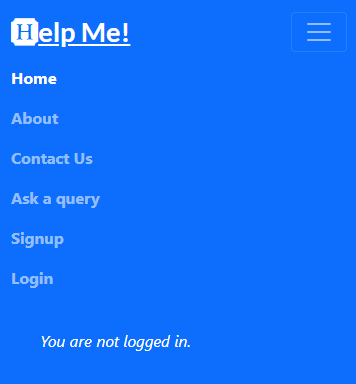 Help Me!
Home
About
Contact Us
Ask a query
Signup
Login
You are not logged in.